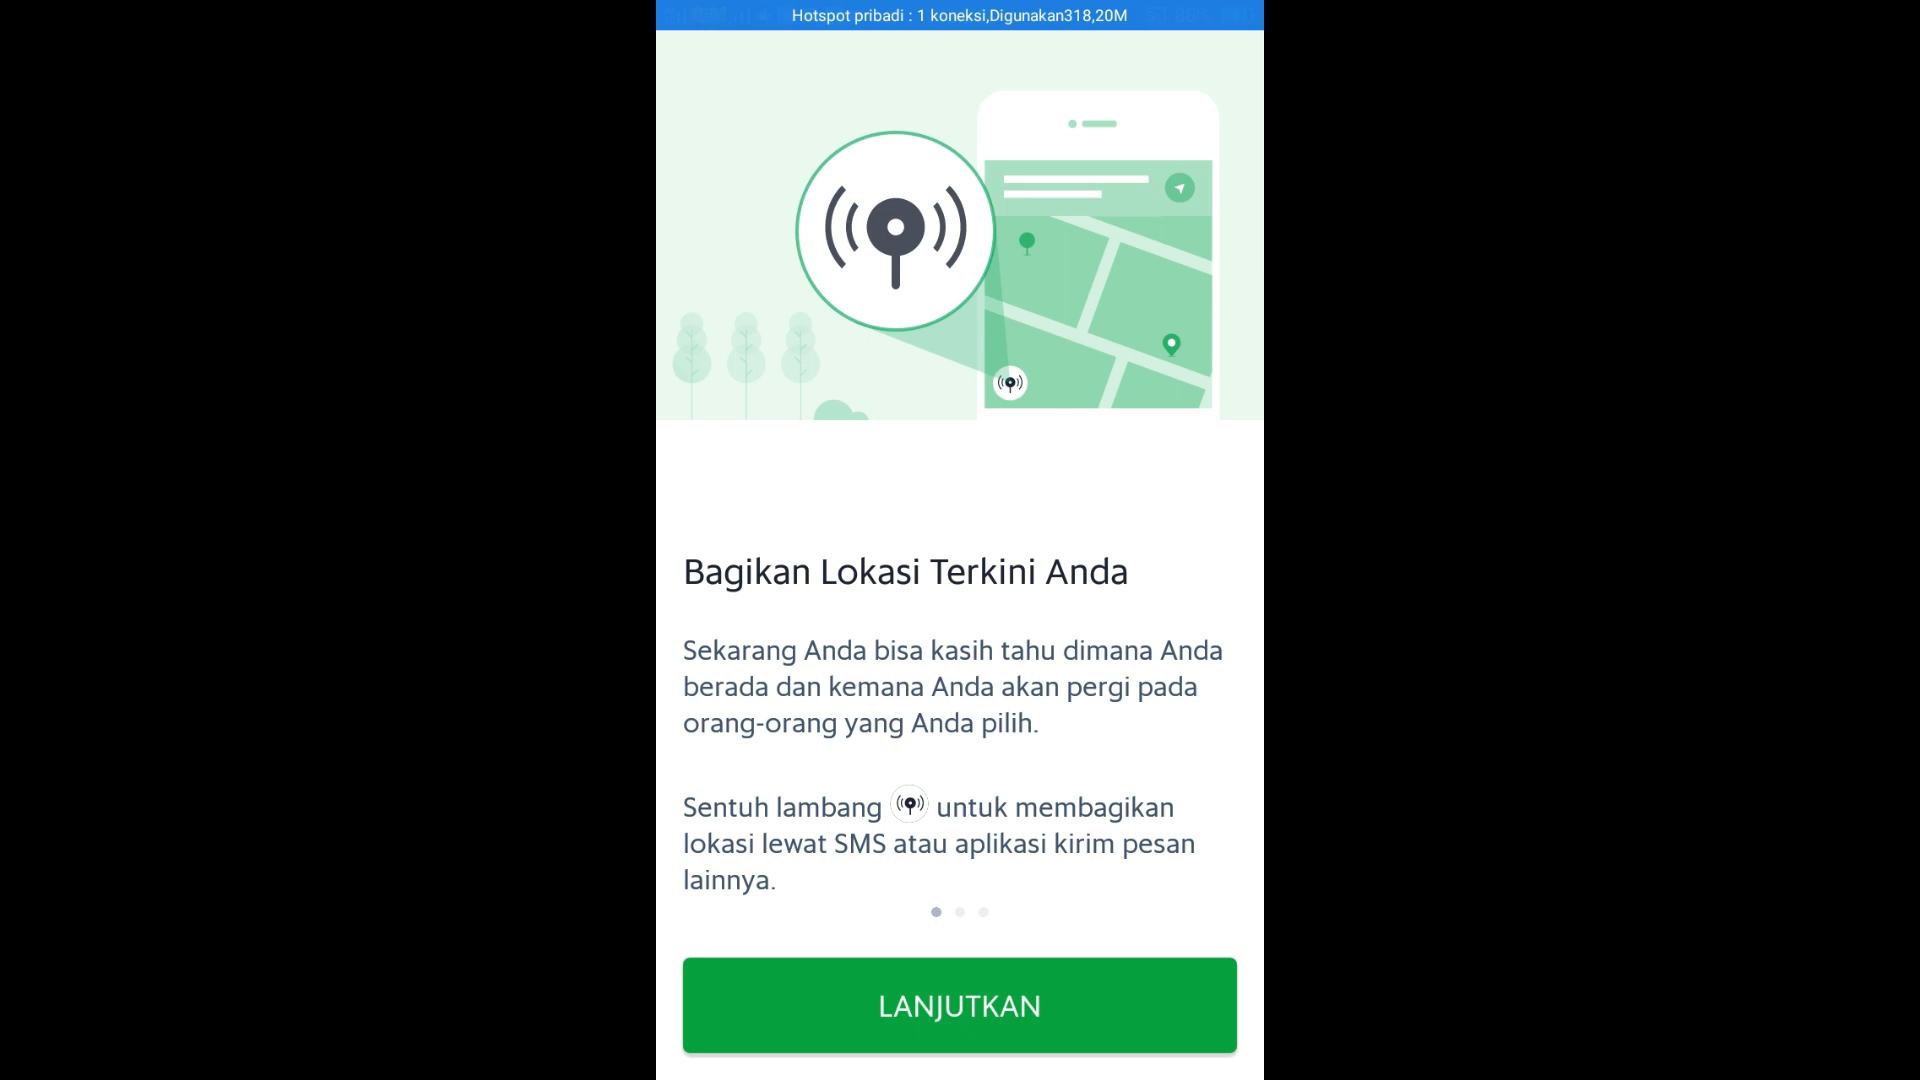 Hotspot pribadi : 1 koneksi,Digunakan318,20M
Bagikan Lokasi Terkini Anda
Sekarang Anda bisa kasih tahu dimana Anda
berada dan kemana Anda akan pergi pada
orang-orang yang Anda pilih.
Sentuh lambang untuk membagikan
lokasi lewat SMS atau aplikasi kirim pesan
lainnya.
LANJUTKAN